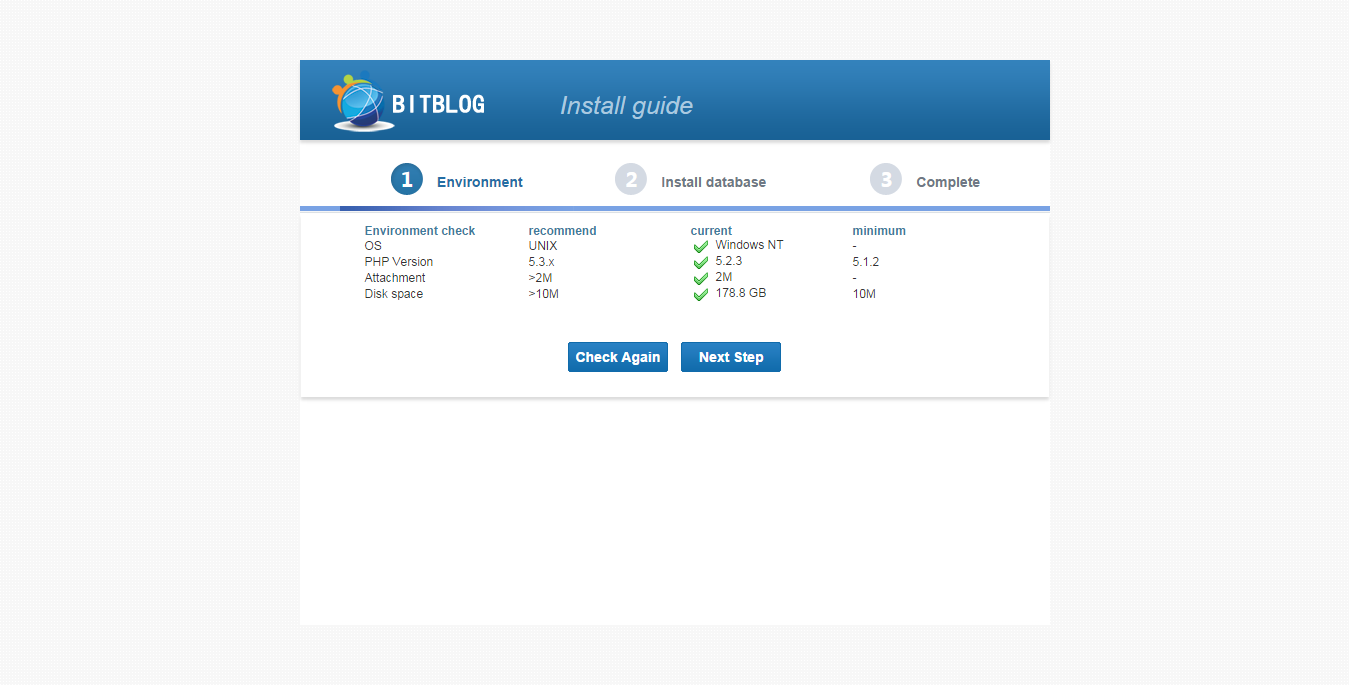 BITBLOG Install guide
1 Environment 2 Install database 3 Complete
Environment check recommend current minimum
OS UNIX Windows NT -
PHP Version 5.3.x 5.2.3 5.1.2
Attachment >2M 2M -
Disk space >10M 178.8 GB 10M
Check Again Next Step